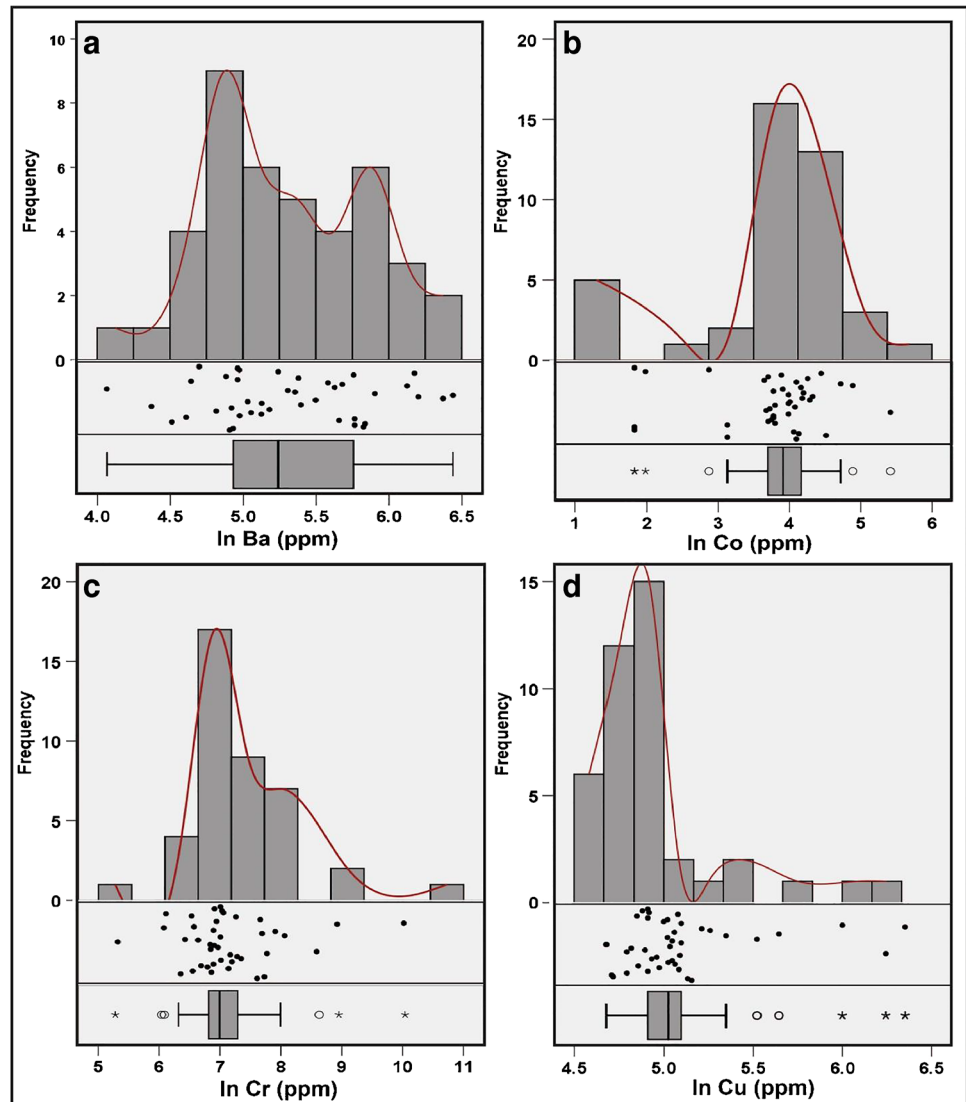 a
10
8
6
4
2
0
Frequency
4.0 4.5 5.0 5.5 6.0 6.5
ln Ba (ppm)
b
20
15
10
5
0
Frequency
1 2 3 4 5 6
ln Co (ppm)
c
20
15
10
5
0
Frequency
5 6 7 8 9 10 11
ln Cr (ppm)
d
15
10
5
0
Frequency
4.5 5.0 5.5 6.0 6.5
ln Cu (ppm)